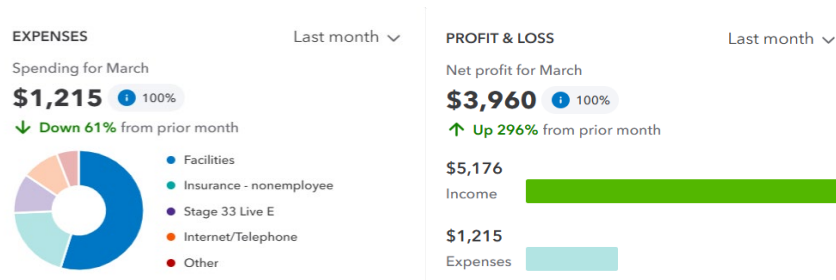 EXPENSES
Last month
Spending for March
$1,215 100%
Down 61% from prior month
Facilities
Insurance - nonemployee
Stage 33 Live E
Internet/Telephone
Other
PROFIT & LOSS
Last month
Net profit for March
$3,960 100%
Up 296% from prior month
$5,176
Income
$1,215
Expenses